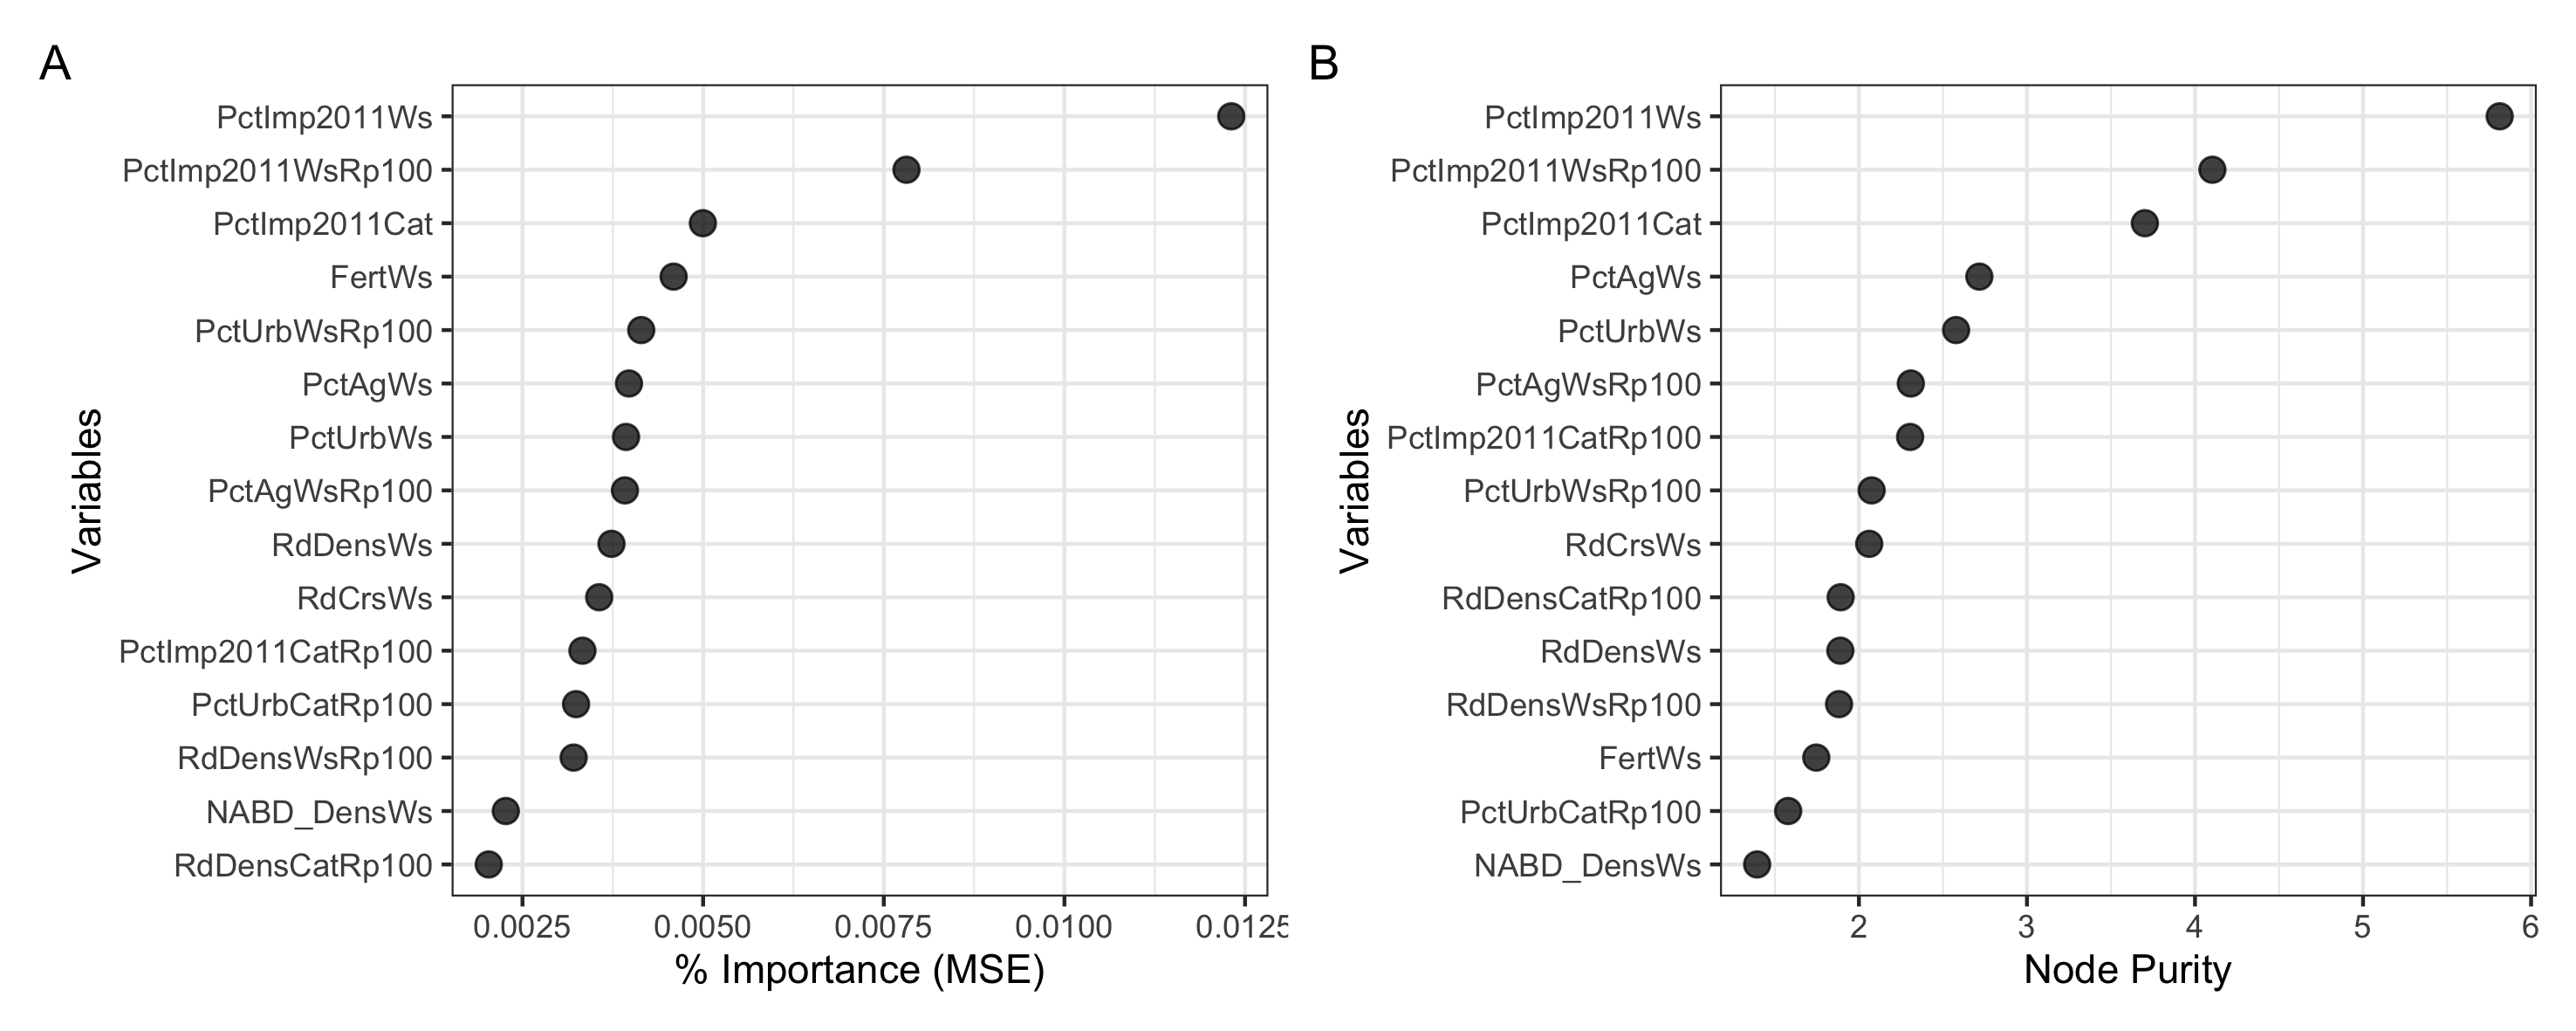 A
Variables
PctImp2011Ws
PctImp2011WsRp100
PctImp2011Cat
FertWs
PctUrbWsRp100
PctAgWs
PctUrbWs
PctAgWsRp100
RdDensWs
RdCrsWs
PctImp2011CatRp100
PctUrbCatRp100
RdDensWsRp100
NABD_DensWs
RdDensCatRp100
0.0025 0.0050 0.0075 0.0100 0.0125
% Importance (MSE)
B
Variables
PctImp2011Ws
PctImp2011WsRp100
PctImp2011Cat
PctAgWs
PctUrbWs
PctAgWsRp100
PctImp2011CatRp100
PctUrbWsRp100
RdCrsWs
RdDensCatRp100
RdDensWs
RdDensWsRp100
FertWs
PctUrbCatRp100
NABD_DensWs
2 3 4 5 6
Node Purity